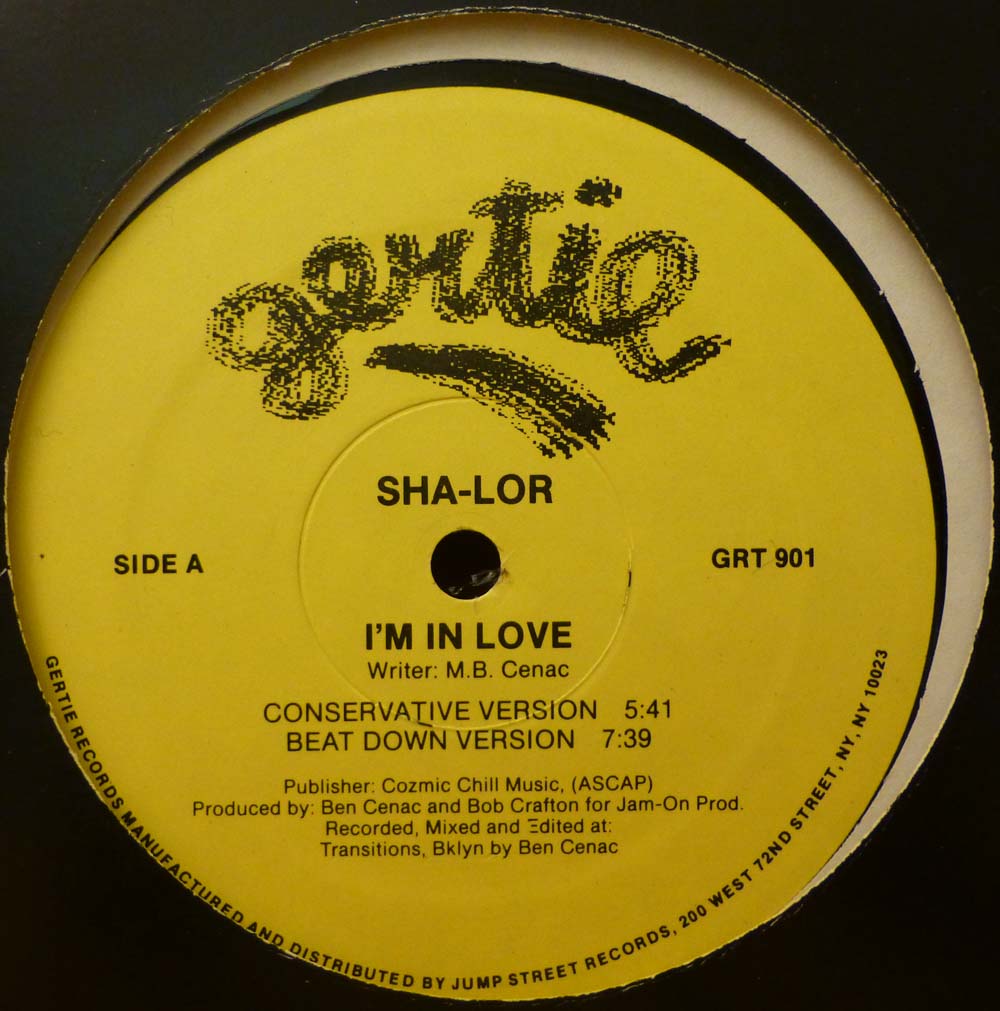 gertie
SHA-LOR
SIDE A
GRT 901
I'M IN LOVE
Writer: M.B. Cenac
CONSERVATIVE VERSION 5:41
BEAT DOWN VERSION 7:39
Publisher: Cozmic Chill Music, (ASCAP)
Produced by: Ben Cenac and Bob Crafton for Jam-On Prod.
Recorded, Mixed and Edited at:
Transitions, Bklyn by Ben Cenac
GERTIE RECORDS MANUFACTURED AND DISTRIBUTED BY JUMP STREET RECORDS, 200 WEST 72ND STREET, NY, NY 10023